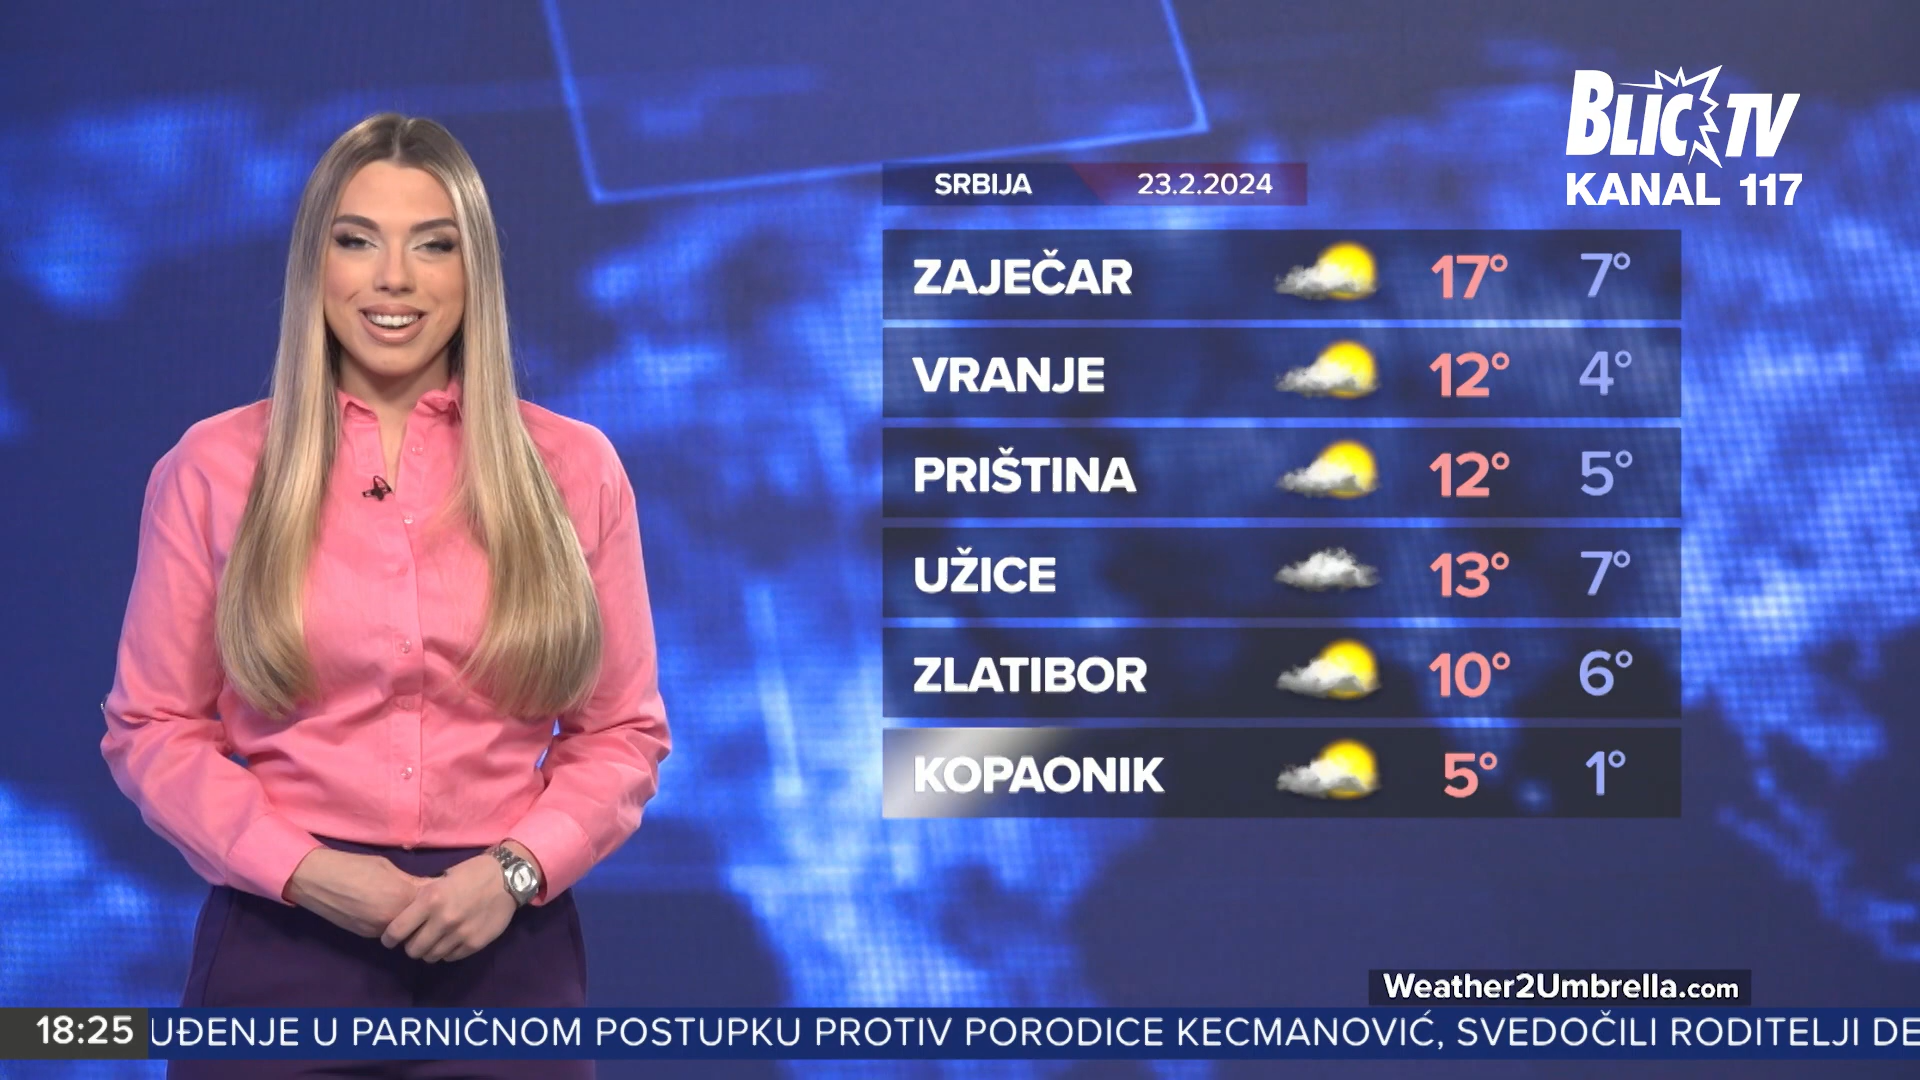 BLIC TV
KANAL 117
SRBIJA 23.2.2024
ZAJEČAR 17° 7°
VRANJE 12° 4°
PRIŠTINA 12° 5°
UŽICE 13° 7°
ZLATIBOR 10° 6°
KOPAONIK 5° 1°
Weather2Umbrella.com
18:25 UĐENJE U PARNIČNOM POSTUPKU PROTIV PORODICE KECMANOVIĆ, SVEDOČILI RODITELJI DE